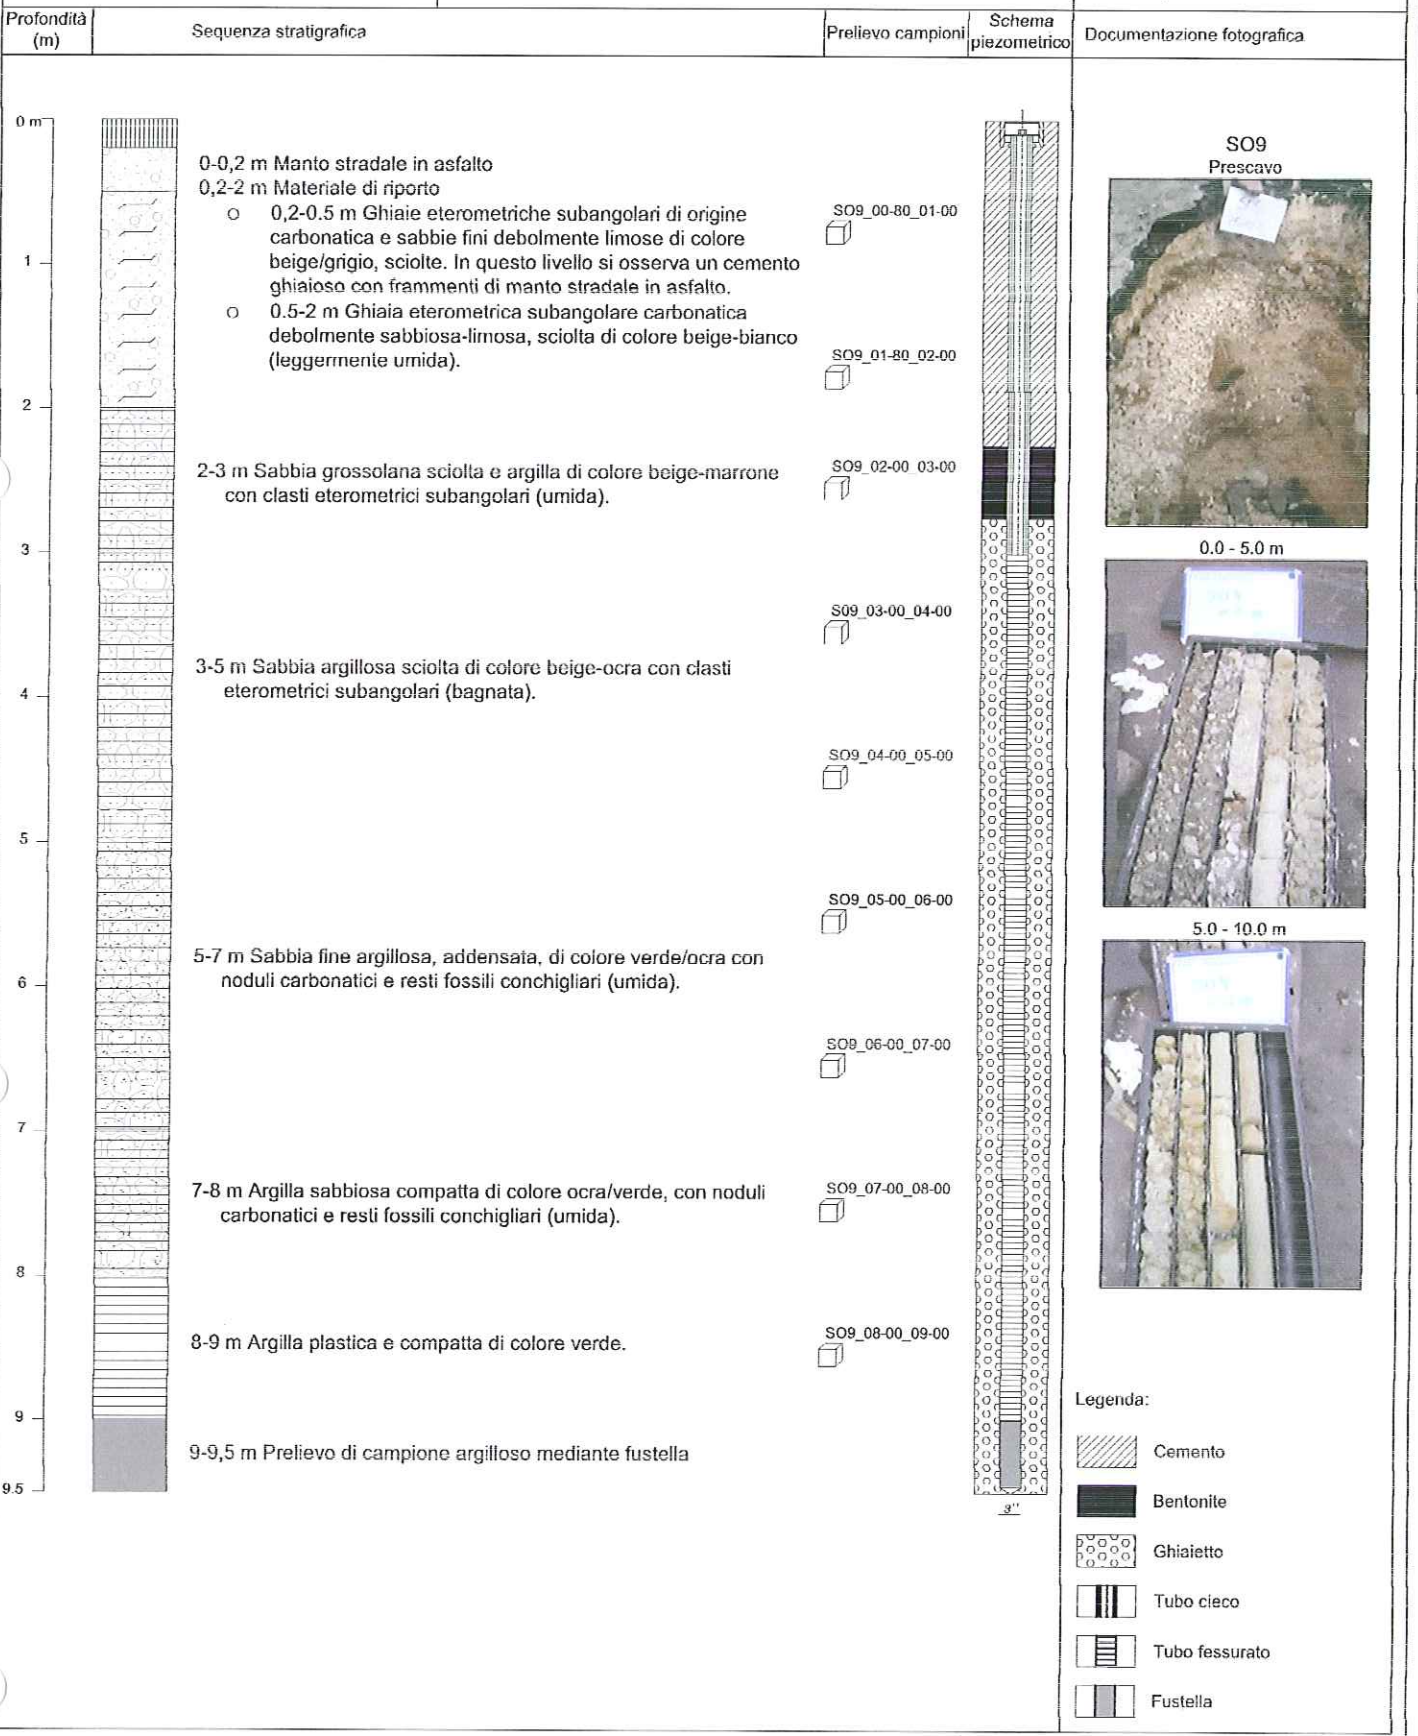 Profondità
(m)
Sequenza stratigrafica
Prelievo campioni
Schema
piezometrico
Documentazione fotografica
0 m
1
2
3
4
5
6
7
8
9
9.5
0-0,2 m Manto stradale in asfalto
0,2-2 m Materiale di riporto
o 0,2-0.5 m Ghiaie eterometriche subangolari di origine
carbonatica e sabbie fini debolmente limose di colore
beige/grigio, sciolte. In questo livello si osserva un cemento
ghiaioso con frammenti di manto stradale in asfalto.
o 0.5-2 m Ghiaia eterometrica subangolare carbonatica
debolmente sabbiosa-limosa, sciolta di colore beige-bianco
(leggermente umida).
2-3 m Sabbia grossolana sciolta e argilla di colore beige-marrone
con clasti eterometrici subangolari (umida).
3-5 m Sabbia argillosa sciolta di colore beige-ocra con clasti
eterometrici subangolari (bagnata).
5-7 m Sabbia fine argillosa, addensata, di colore verde/ocra con
noduli carbonatici e resti fossili conchigliari (umida).
7-8 m Argilla sabbiosa compatta di colore ocra/verde, con noduli
carbonatici e resti fossili conchigliari (umida).
8-9 m Argilla plastica e compatta di colore verde.
9-9,5 m Prelievo di campione argilloso mediante fustella
SO9_00-80_01-00
SO9_01-80_02-00
SO9_02-00_03-00
S09_03-00_04-00
SO9_04-00_05-00
SO9_05-00_06-00
SO9_06-00_07-00
SO9_07-00_08-00
SO9_08-00_09-00
3"
SO9
Prescavo
0.0 - 5.0 m
5.0 - 10.0 m
Legenda:
Cemento
Bentonite
Ghiaietto
Tubo cieco
Tubo fessurato
Fustella